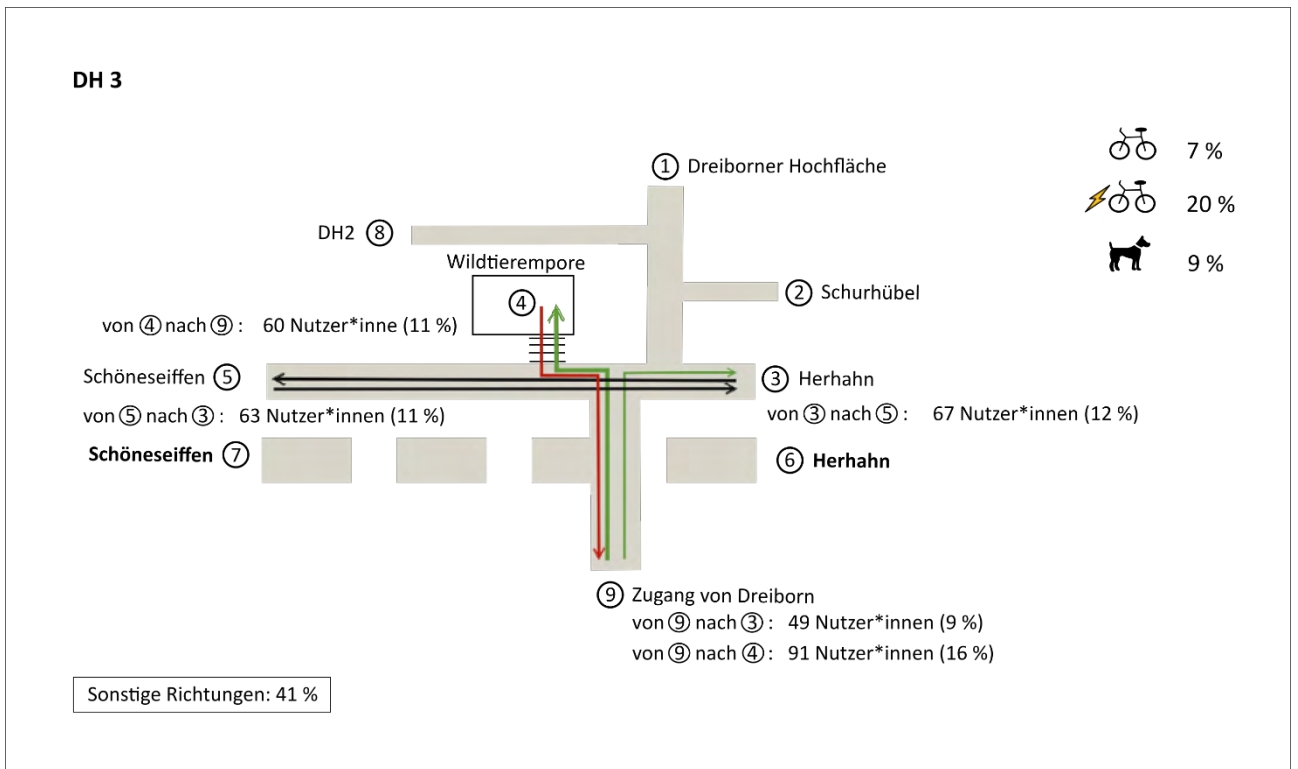 DH 3
① Dreiborner Hochfläche
7 %
20 %
9 %
DH2 ⑧
Wildtierempore
④
② Schurhübel
von ④ nach ⑨ : 60 Nutzer*inne (11 %)
Schöneseiffen ⑤
③ Herhahn
von ⑤ nach ③ : 63 Nutzer*innen (11 %)
von ③ nach ⑤ : 67 Nutzer*innen (12 %)
Schöneseiffen ⑦
⑥ Herhahn
⑨ Zugang von Dreiborn
von ⑨ nach ③ : 49 Nutzer*innen (9 %)
von ⑨ nach ④ : 91 Nutzer*innen (16 %)
Sonstige Richtungen: 41 %